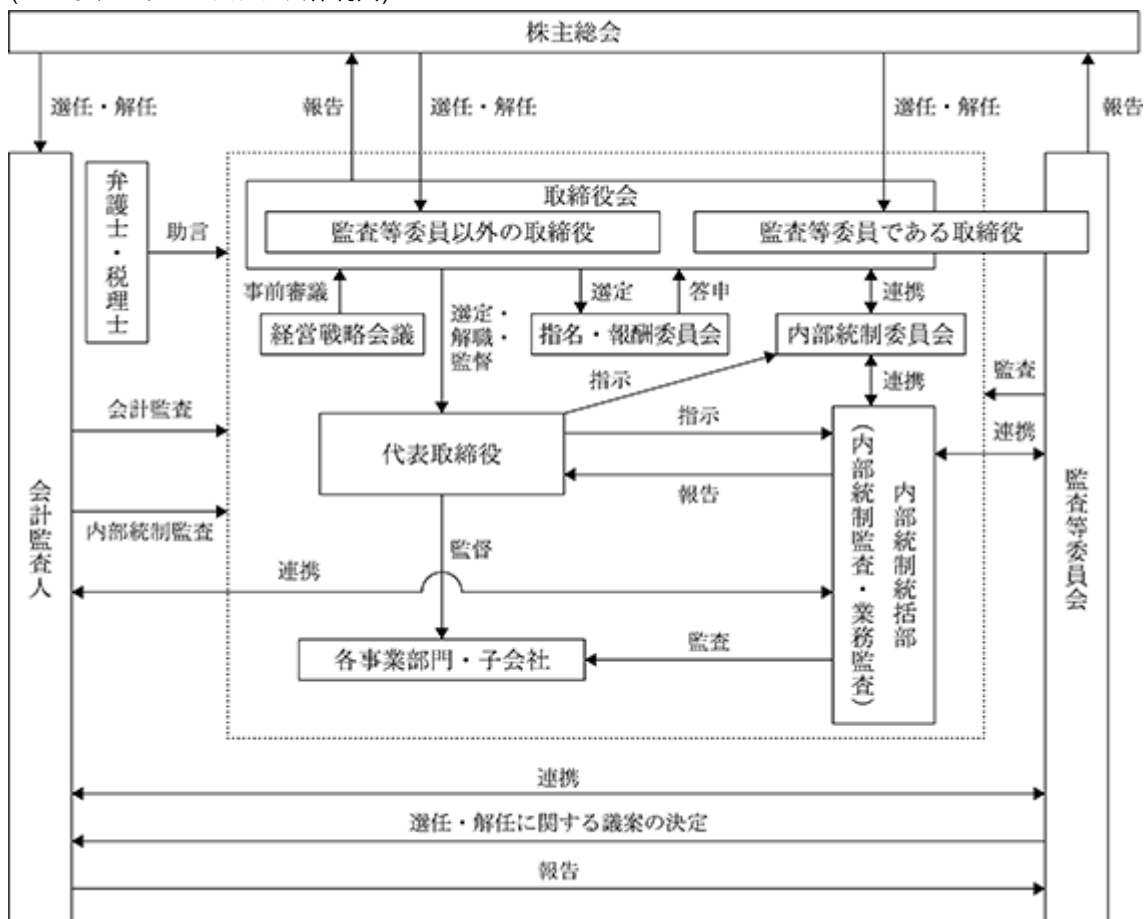 株主総会
選任・解任
報告
選任・解任
選任・解任
報告
弁護士・税理士
助言
取締役会
監査等委員以外の取締役
監査等委員である取締役
事前審議
選定・
解職・
監督
選定
答申
連携
経営戦略会議
指名・報酬委員会
内部統制委員会
指示
連携
監査
会計監査
代表取締役
指示
連携
報告
内部統制監査
監督
連携
内部統制統括部
(内部統制監査・業務監査)
会計監査人
監査等委員会
各事業部門・子会社
監査
連携
選任・解任に関する議案の決定
報告